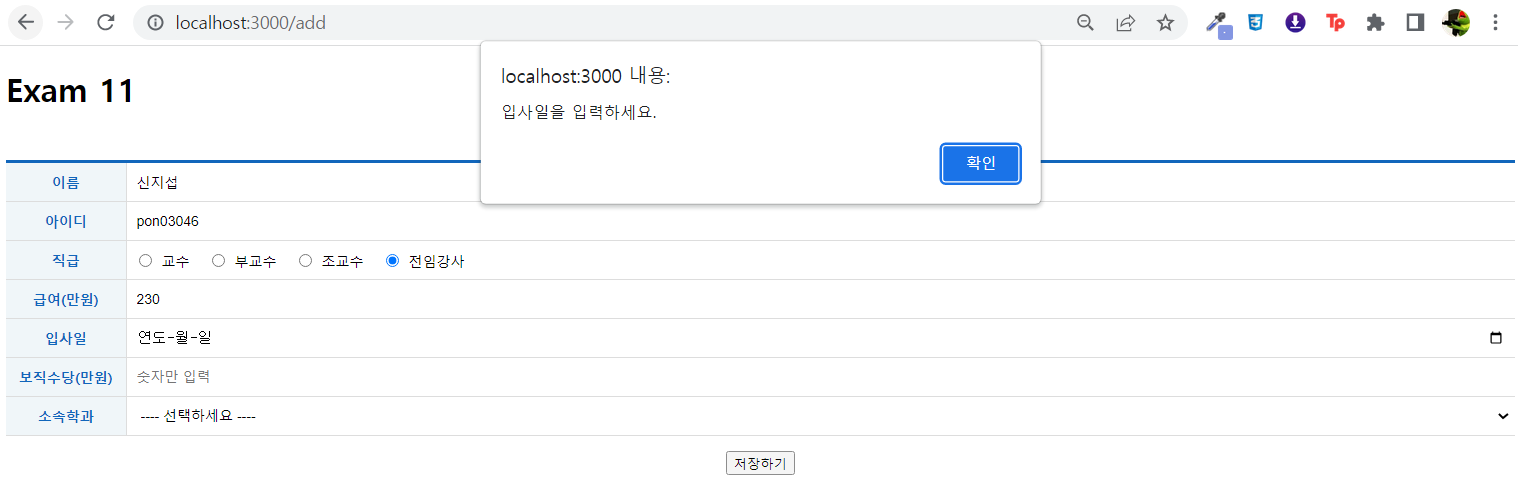 localhost:3000/add
Tp
localhost:3000 내용:
입사일을 입력하세요.
확인
Exam 11
이름 신지섭
아이디 pon03046
직급 교수 부교수 조교수 전임강사
급여(만원) 230
입사일 연도-월-일
보직수당(만원) 숫자만 입력
소속학과 ---- 선택하세요 ----
저장하기